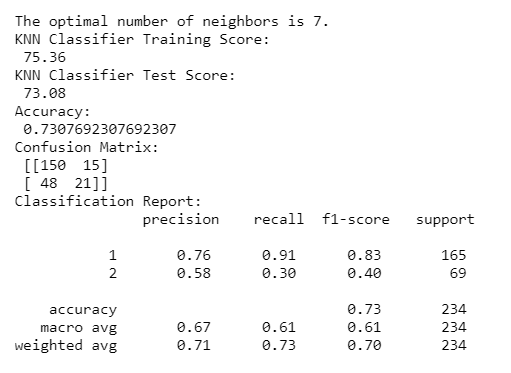 The optimal number of neighbors is 7.
KNN Classifier Training Score:
 75.36
KNN Classifier Test Score:
 73.08
Accuracy:
 0.7307692307692307
Confusion Matrix:
 [[150  15]
 [ 48  21]]
Classification Report:
              precision    recall  f1-score   support

           1       0.76      0.91      0.83       165
           2       0.58      0.30      0.40        69

    accuracy                           0.73       234
   macro avg       0.67      0.61      0.61       234
weighted avg       0.71      0.73      0.70       234